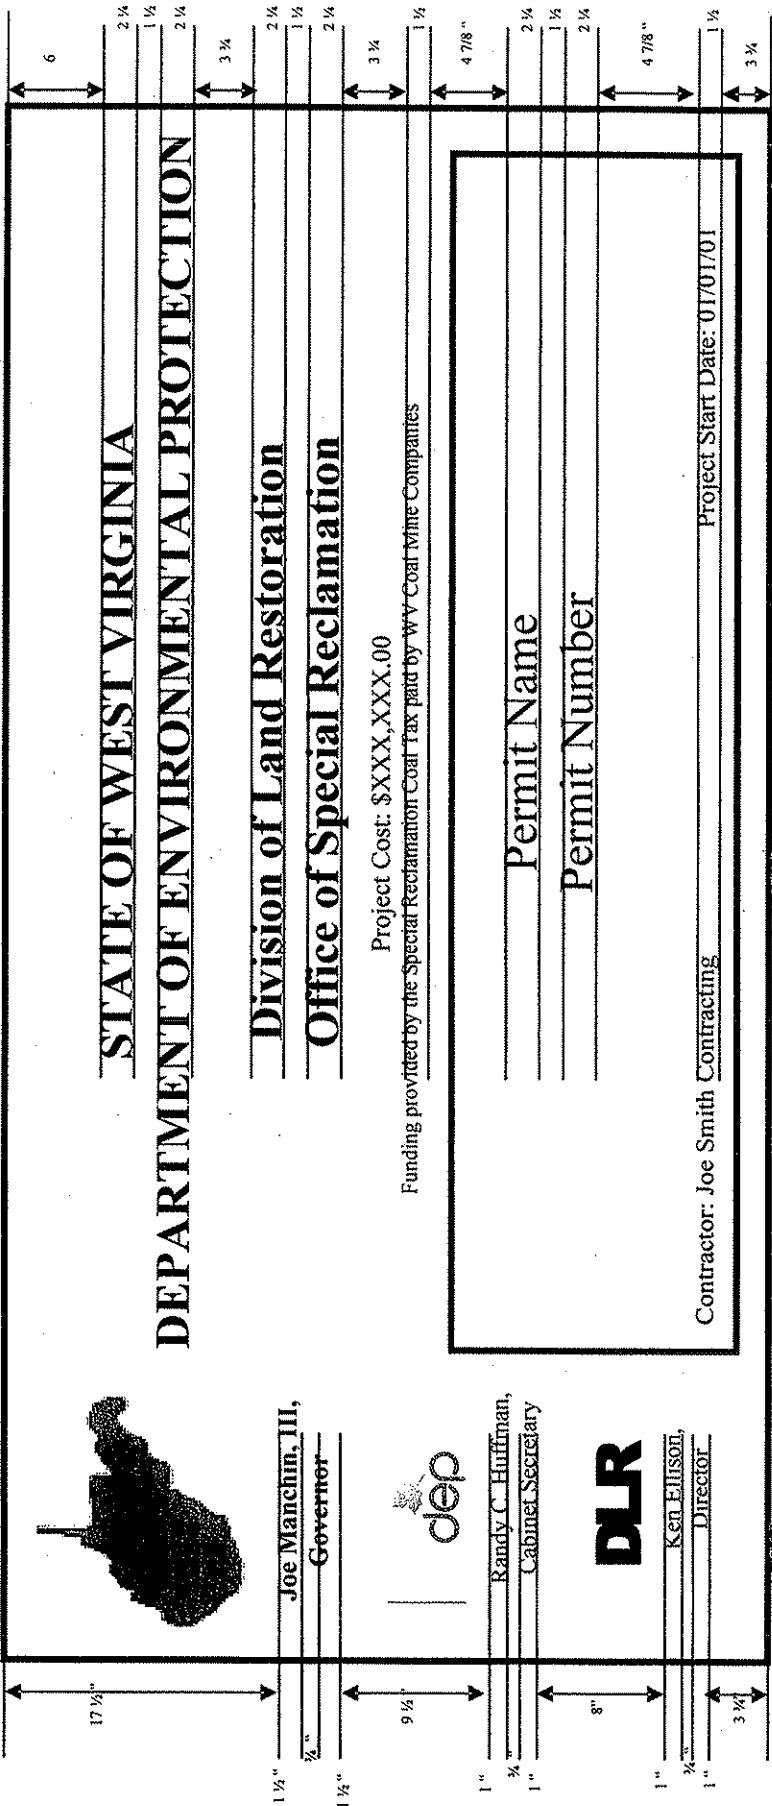 6
2 ¼
1 ½
2 ¼
3 ¾
2 ¼
1 ½
2 ¼
3 ¾
1 ½
4 7/8 "
2 ¼
1 ½
2 ¼
4 7/8 "
1 ½
3 ¾
STATE OF WEST VIRGINIA
DEPARTMENT OF ENVIRONMENTAL PROTECTION
Division of Land Restoration
Office of Special Reclamation
Project Cost: $XXX,XXX.00
Funding provided by the Special Reclamation Coal Tax paid by WV Coal Mine Companies
Permit Name
Permit Number
Contractor: Joe Smith Contracting Project Start Date: 01/01/01
Joe Manchin, III,
Governor
dep
Randy C. Huffman,
Cabinet Secretary
DLR
Ken Ellison,
Director
17 ½"
1 ½ "
¾ "
1 ½ "
9 ½"
1 "
¾ "
1 "
8"
1 "
¾ "
1 "
3 ¾"